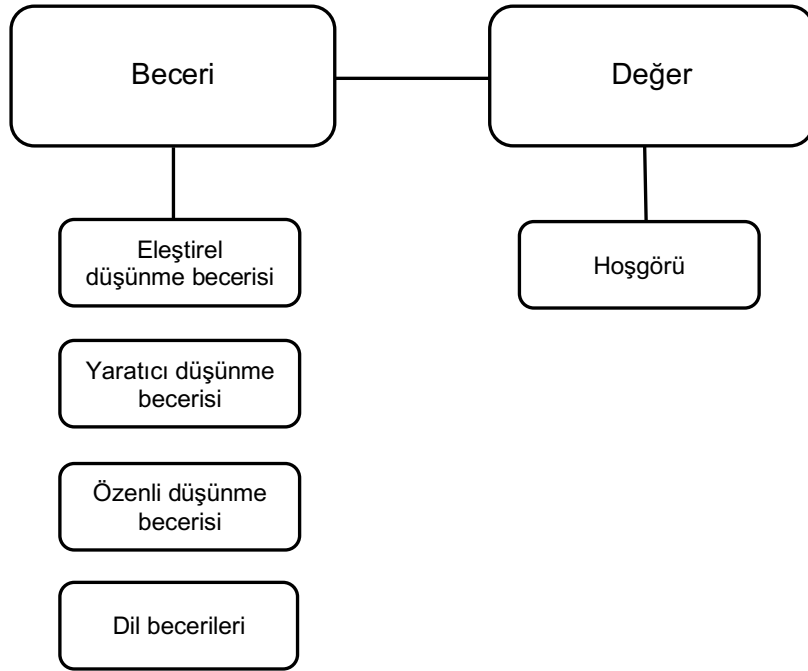 Beceri
Değer
Eleştirel
düşünme becerisi
Hoşgörü
Yaratıcı düşünme
becerisi
Özenli düşünme
becerisi
Dil becerileri